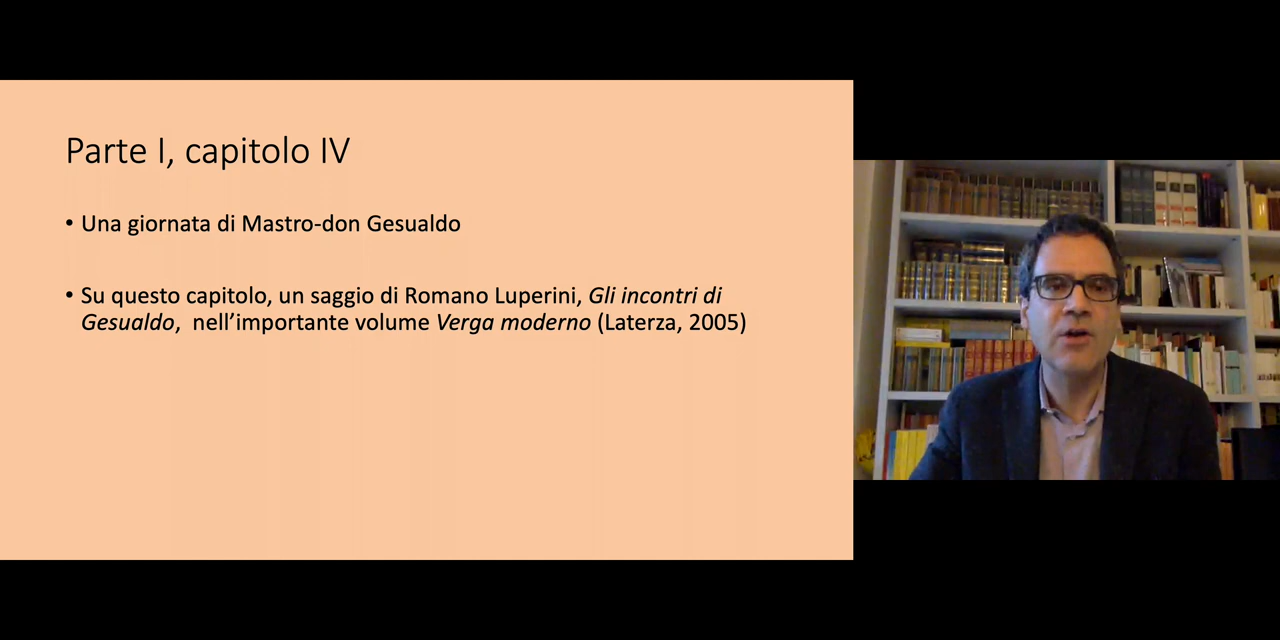 Parte I, capitolo IV
• Una giornata di Mastro-don Gesualdo
• Su questo capitolo, un saggio di Romano Luperini, Gli incontri di
Gesualdo, nell’importante volume Verga moderno (Laterza, 2005)